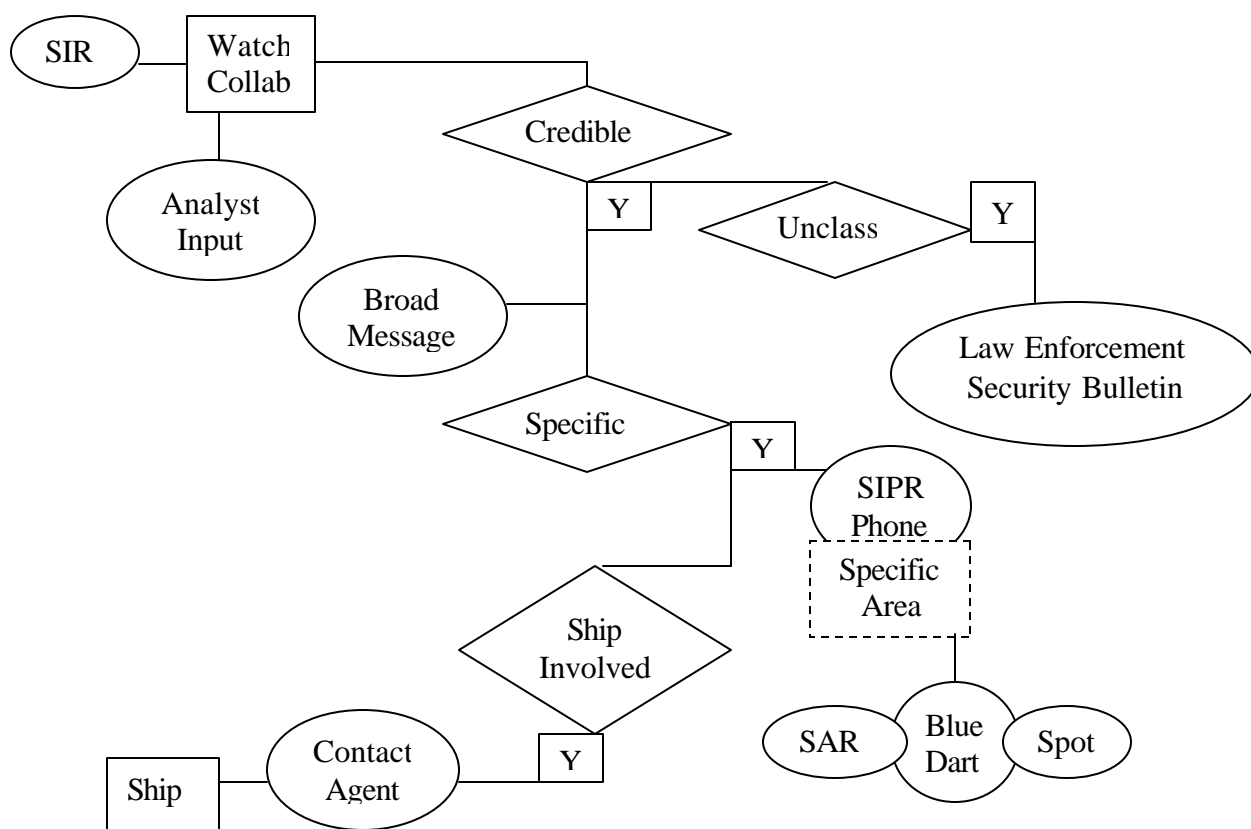 SIR
Watch
Collab
Analyst
Input
Credible
Y
Unclass
Y
Broad
Message
Law Enforcement
Security Bulletin
Specific
Y
SIPR
Phone
Specific
Area
Ship
Involved
SAR
Blue
Dart
Spot
Y
Contact
Agent
Ship